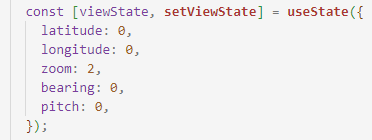 const [viewState, setViewState] = useState({
  latitude: 0,
  longitude: 0,
  zoom: 2,
  bearing: 0,
  pitch: 0,
});